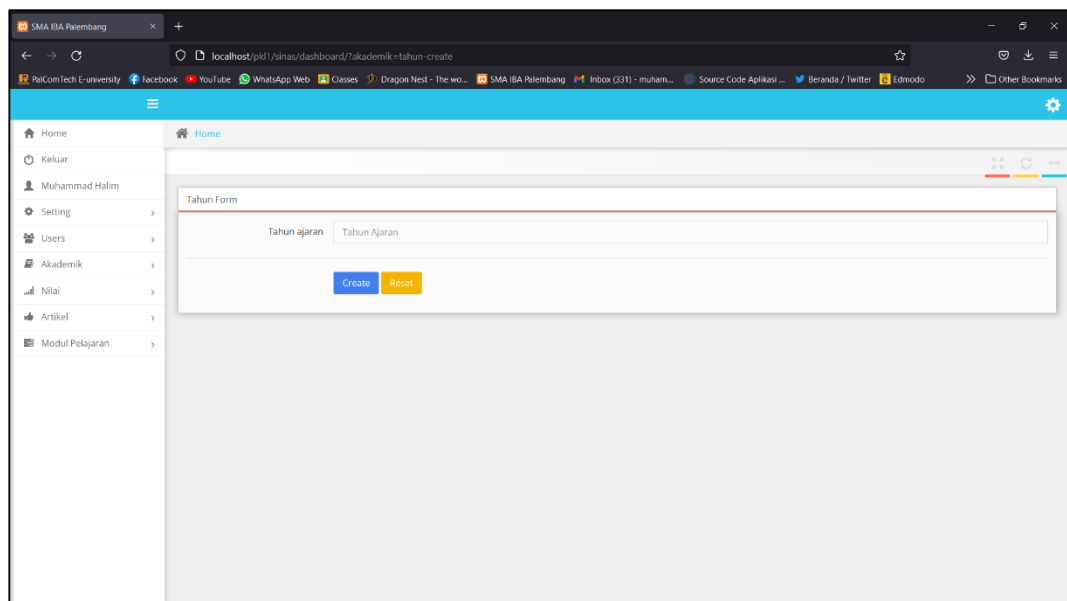 SMA IBA Palembang
localhost/pkl1/sinas/dashboard/?akademik=tahun-create
PalComTech E-university Facebook YouTube WhatsApp Web Classes Dragon Nest - The wo... SMA IBA Palembang Inbox (331) - muham... Source Code Aplikasi ... Beranda / Twitter Edmodo Other Bookmarks
Home
Keluar
Muhammad Halim
Setting
Users
Akademik
Nilai
Artikel
Modul Pelajaran
Home
Tahun Form
Tahun ajaran Tahun Ajaran
Create Reset